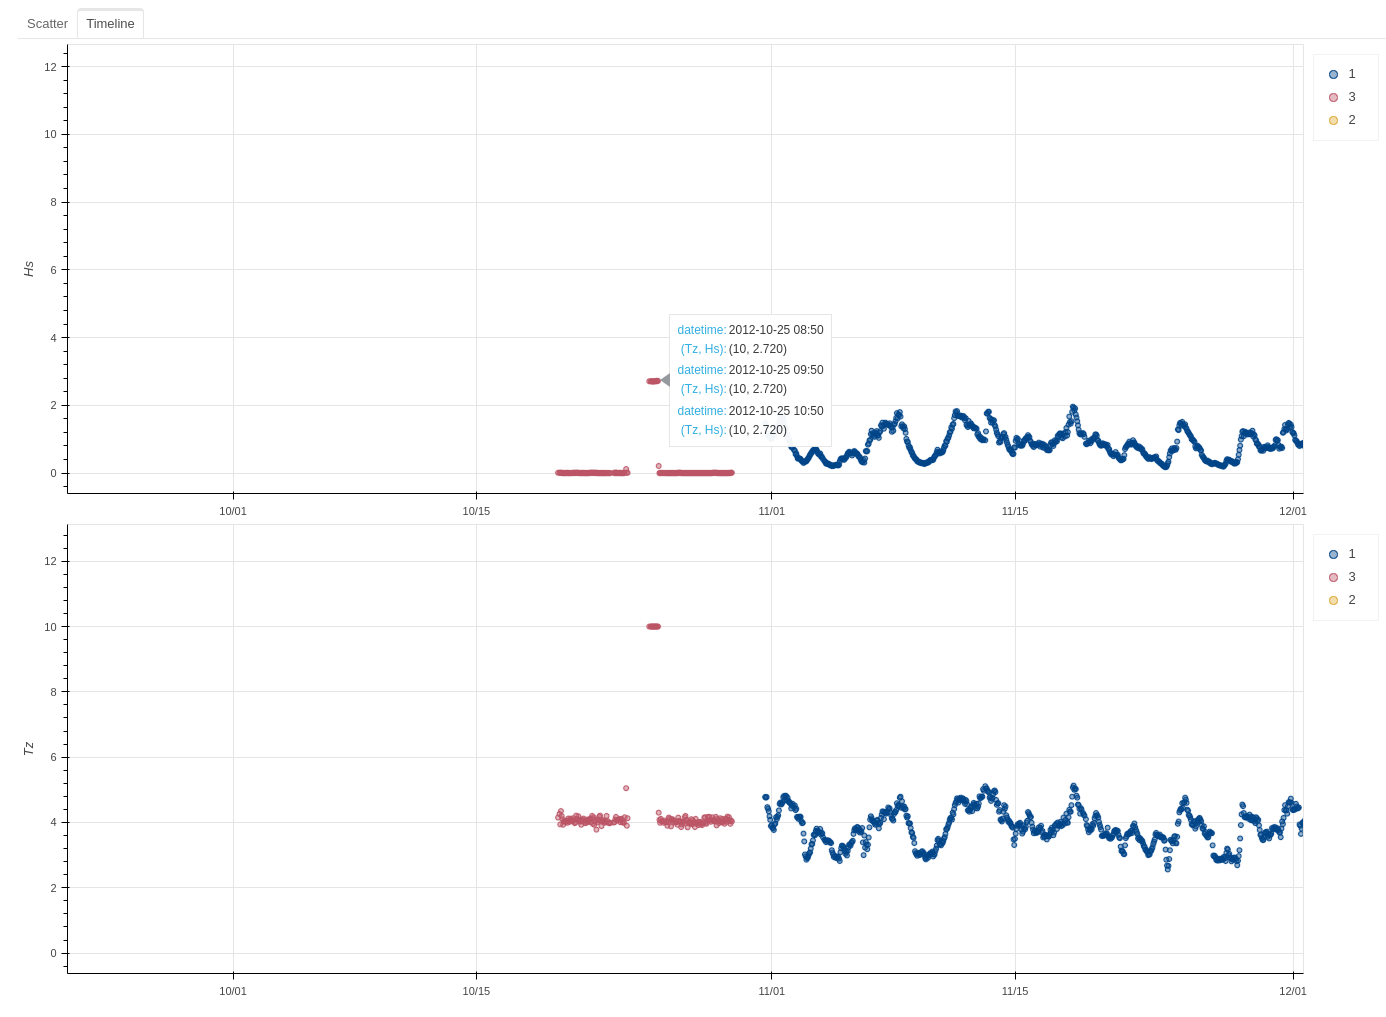 Scatter Timeline
12
10
8
6
4
2
0
Hs
10/01 10/15 11/01 11/15 12/01
1
3
2
datetime: 2012-10-25 08:50
(Tz, Hs): (10, 2.720)
datetime: 2012-10-25 09:50
(Tz, Hs): (10, 2.720)
datetime: 2012-10-25 10:50
(Tz, Hs): (10, 2.720)
12
10
8
6
4
2
0
Tz
10/01 10/15 11/01 11/15 12/01
1
3
2